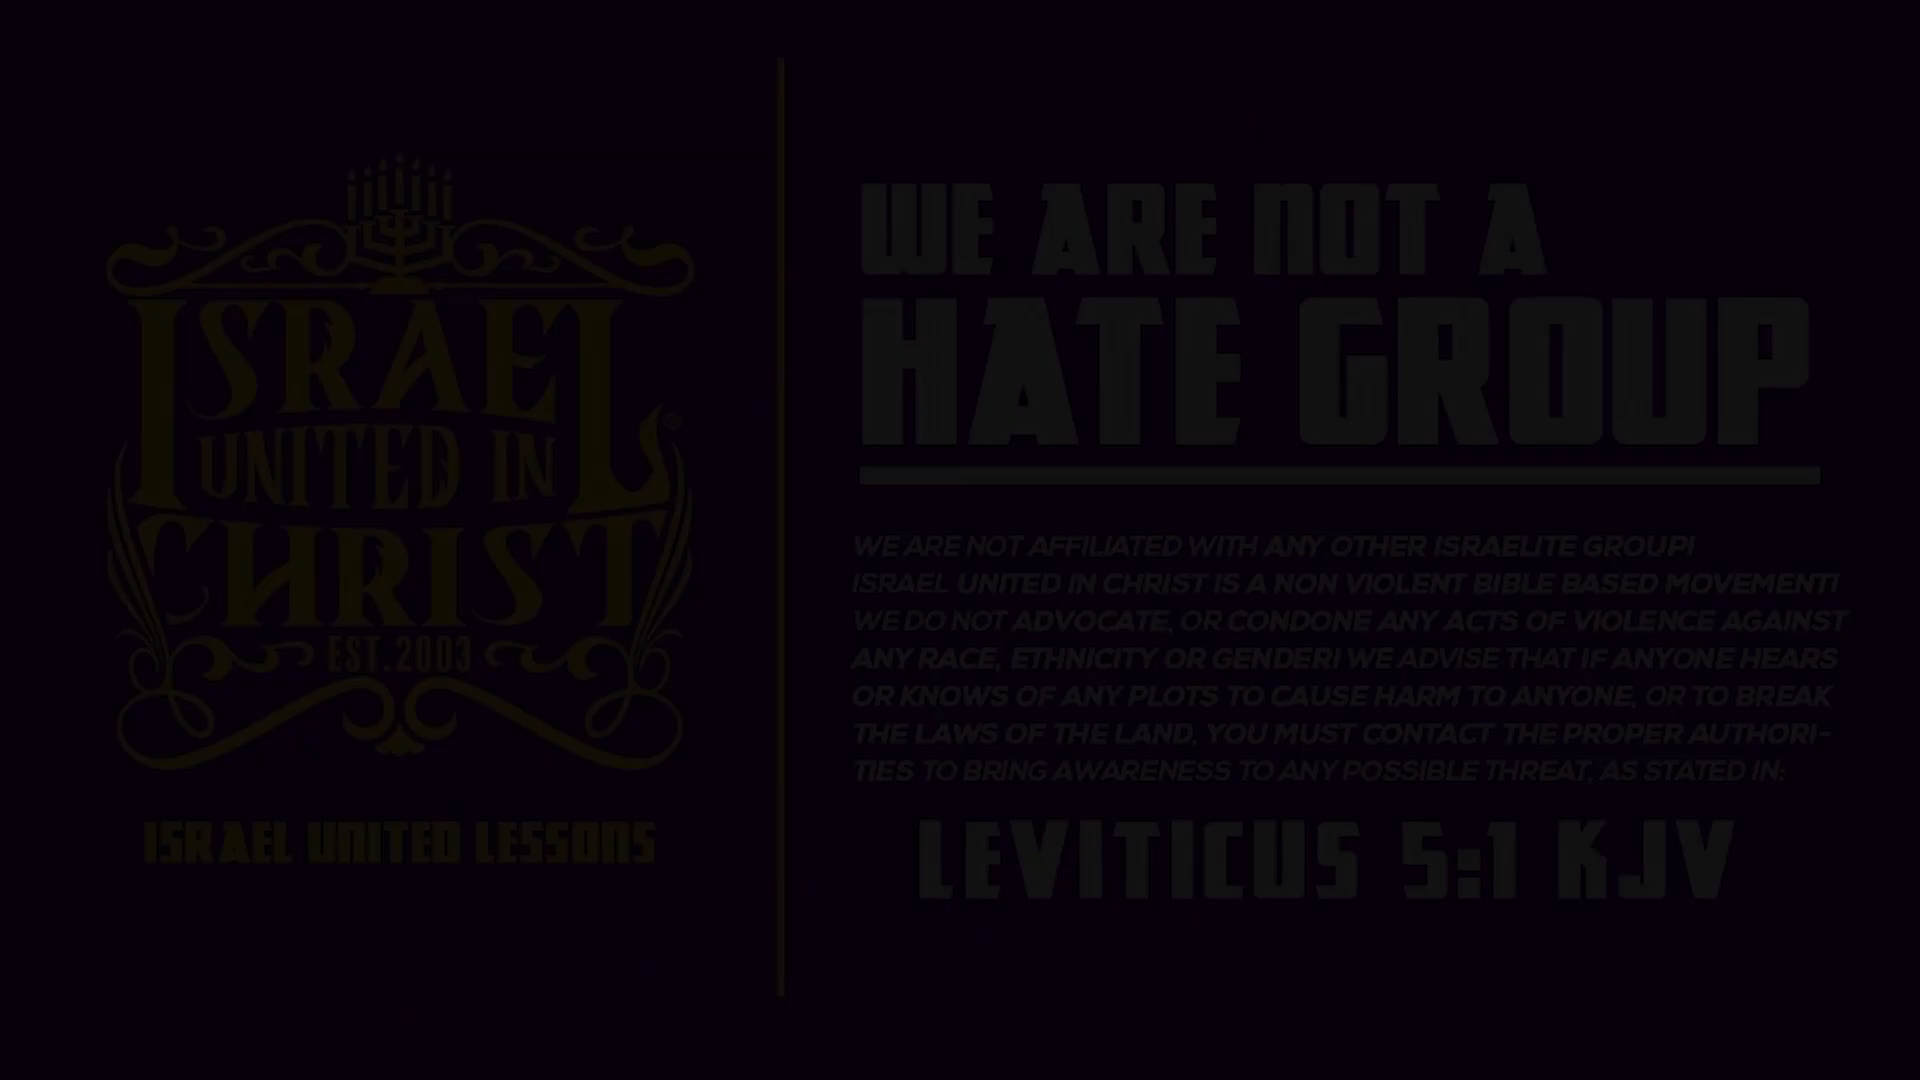 ISRAEL
UNITED IN
CHRIST
®
EST. 2003
ISRAEL UNITED LESSONS
WE ARE NOT A
HATE GROUP
WE ARE NOT AFFILIATED WITH ANY OTHER ISRAELITE GROUP!
ISRAEL UNITED IN CHRIST IS A NON VIOLENT BIBLE BASED MOVEMENT!
WE DO NOT ADVOCATE, OR CONDONE ANY ACTS OF VIOLENCE AGAINST
ANY RACE, ETHNICITY OR GENDER! WE ADVISE THAT IF ANYONE HEARS
OR KNOWS OF ANY PLOTS TO CAUSE HARM TO ANYONE, OR TO BREAK
THE LAWS OF THE LAND, YOU MUST CONTACT THE PROPER AUTHORI-
TIES TO BRING AWARENESS TO ANY POSSIBLE THREAT, AS STATED IN:
LEVITICUS 5:1 KJV